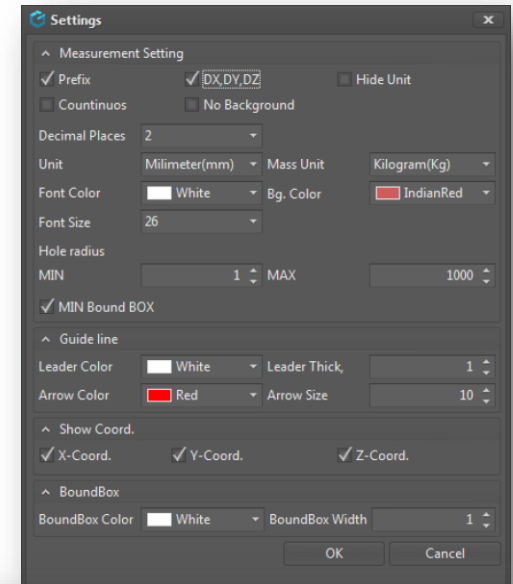 Settings
Measurement Setting
Prefix DX,DY,DZ Hide Unit
Countinuos No Background
Decimal Places 2
Unit Milimeter(mm) Mass Unit Kilogram(Kg)
Font Color White Bg. Color IndianRed
Font Size 26
Hole radius
MIN 1 MAX 1000
MIN Bound BOX
Guide line
Leader Color White Leader Thick, 1
Arrow Color Red Arrow Size 10
Show Coord.
X-Coord. Y-Coord. Z-Coord.
BoundBox
BoundBox Color White BoundBox Width 1
OK Cancel